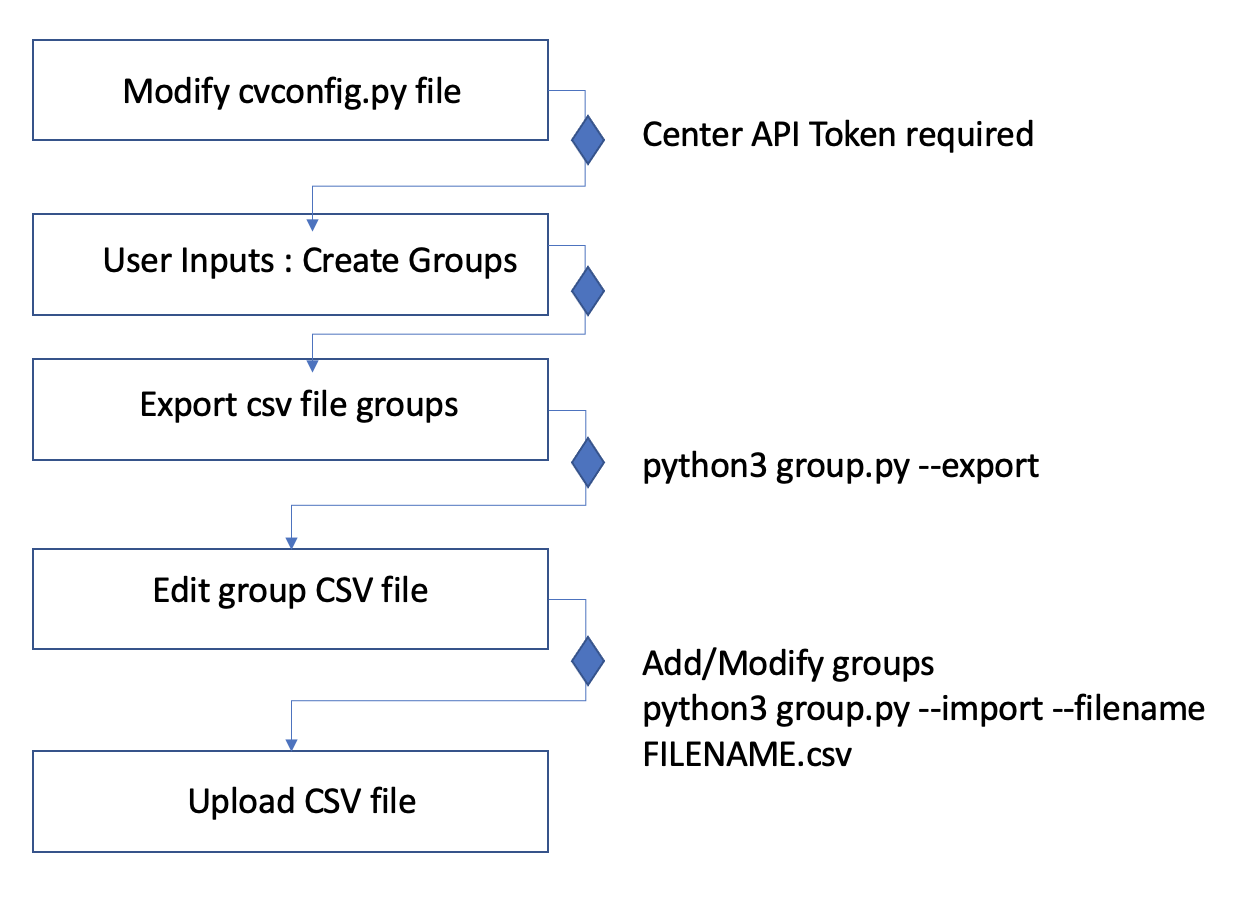 Modify cvconfig.py file
Center API Token required
User Inputs : Create Groups
Export csv file groups
python3 group.py --export
Edit group CSV file
Add/Modify groups
python3 group.py --import --filename
FILENAME.csv
Upload CSV file